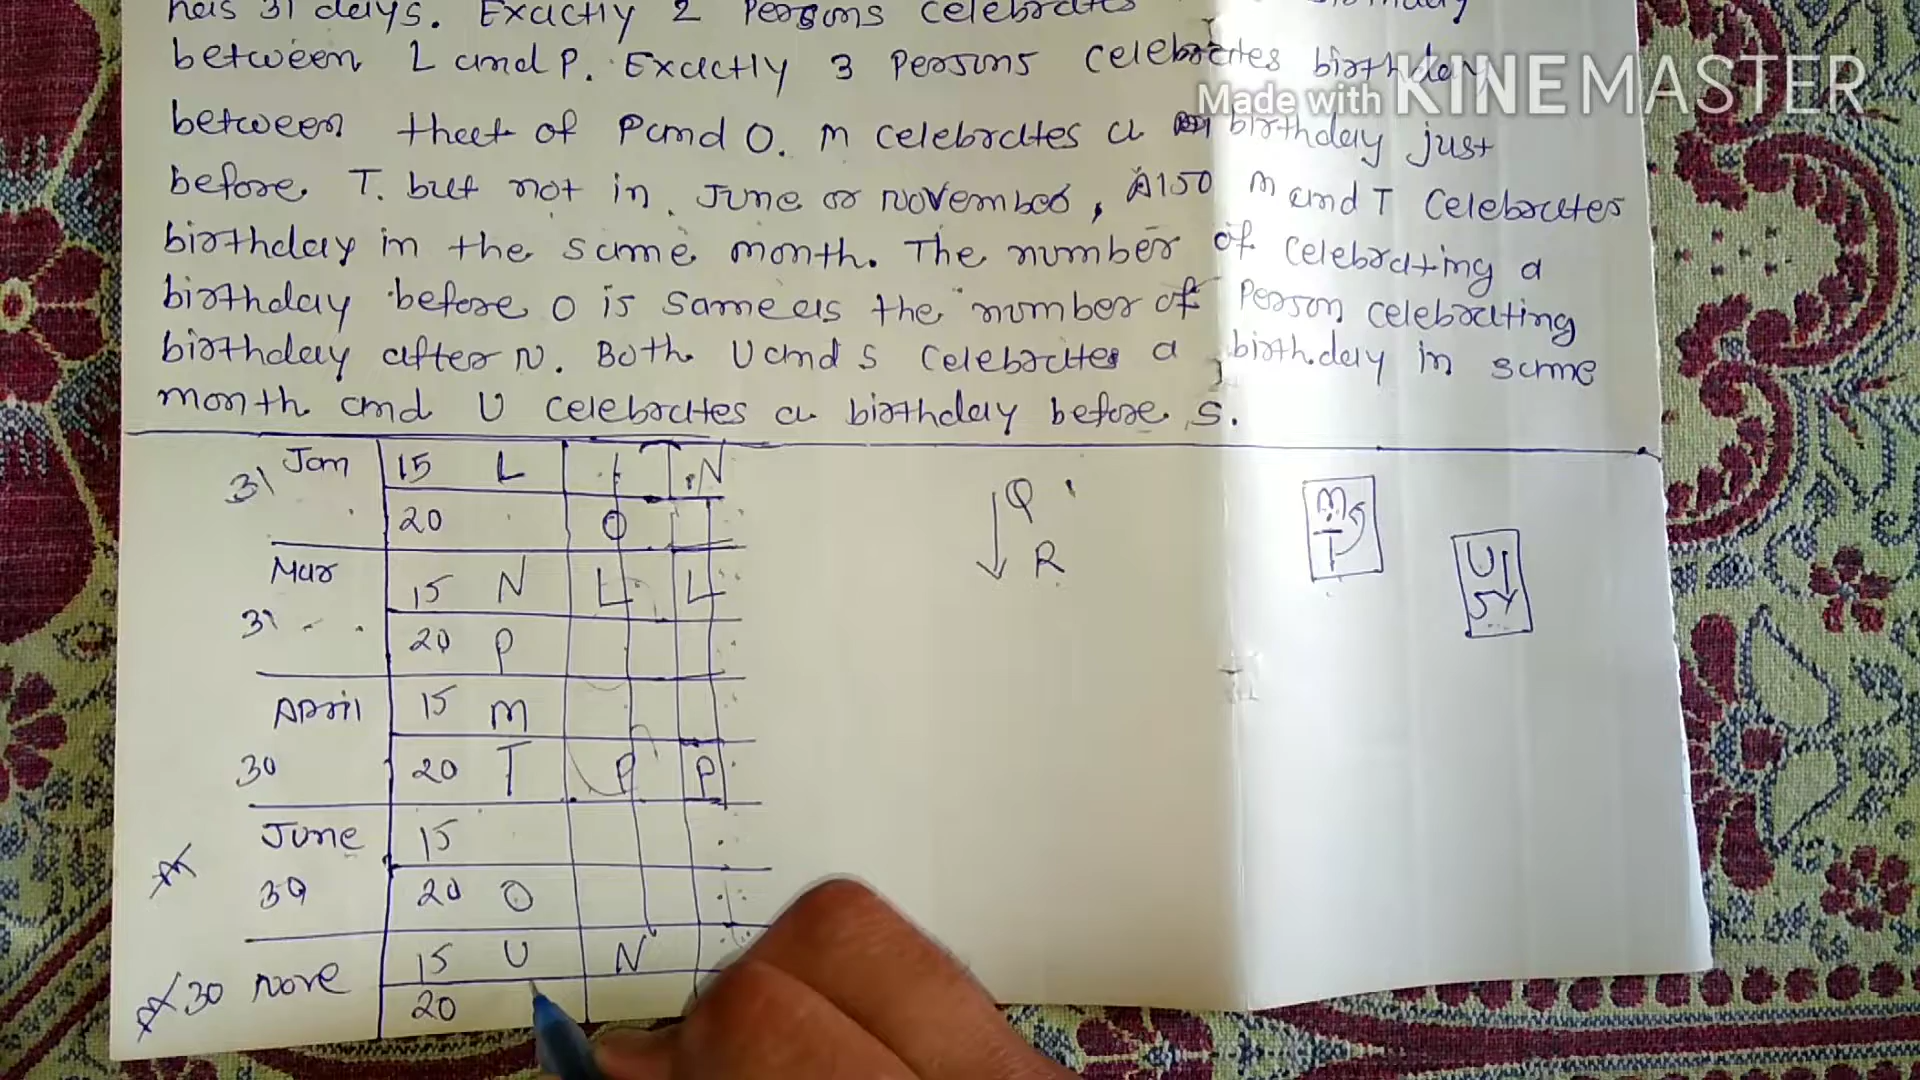 has 31 days. Exactly 2 Persons celebrates birthday
between L and P. Exactly 3 Persons celebrates birthday
Made with KINEMASTER
between that of P and O. M celebrates a birthday just
before T. but not in June or November, Also M and T celebrates
birthday in the same month. The number of celebrating a
birthday before O is same as the number of Person celebrating
birthday after N. Both U and S celebrates a birthday in same
month and U celebrates a birthday before S.
31 Jan 15 L N
20 O
Mar 15 N L L
31 20 P
April 15 M
30 20 T P P
June 15
30 20 O
30 Nove 15 U N
20
Q
R
M
T
U
S